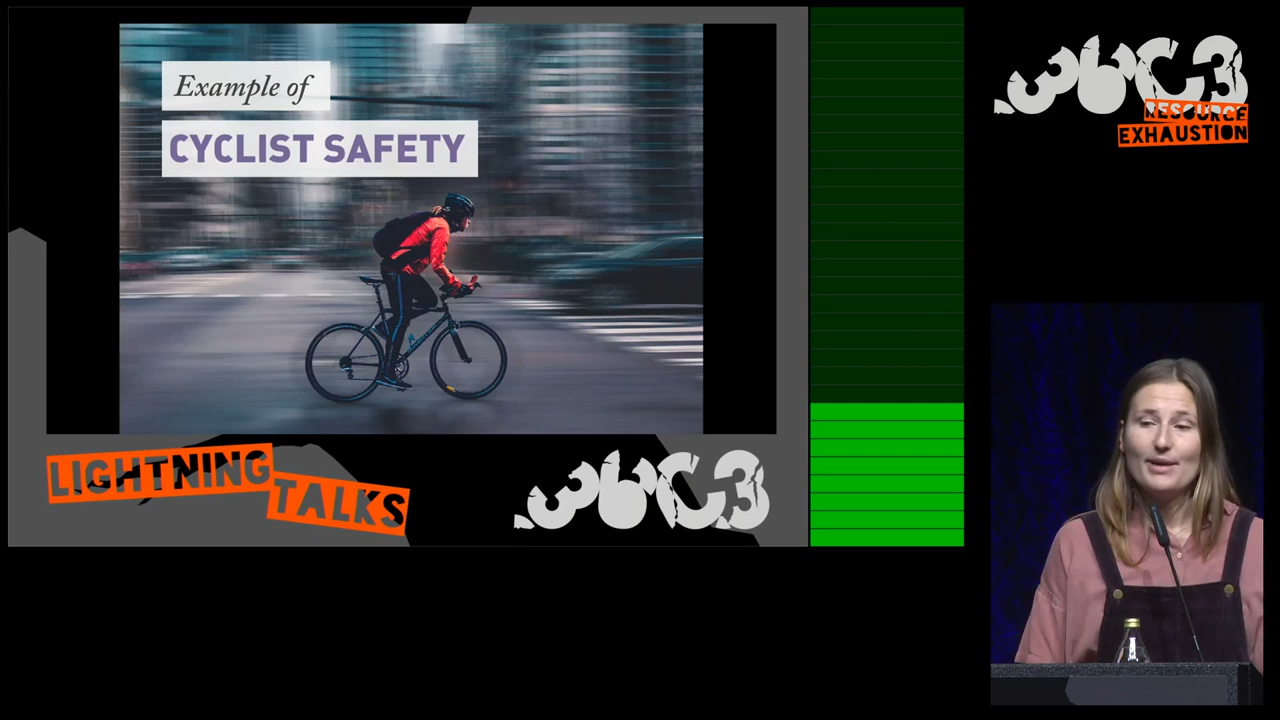 Example of
CYCLIST SAFETY
LIGHTNING
TALKS
36C3
36C3
RESOURCE
EXHAUSTION